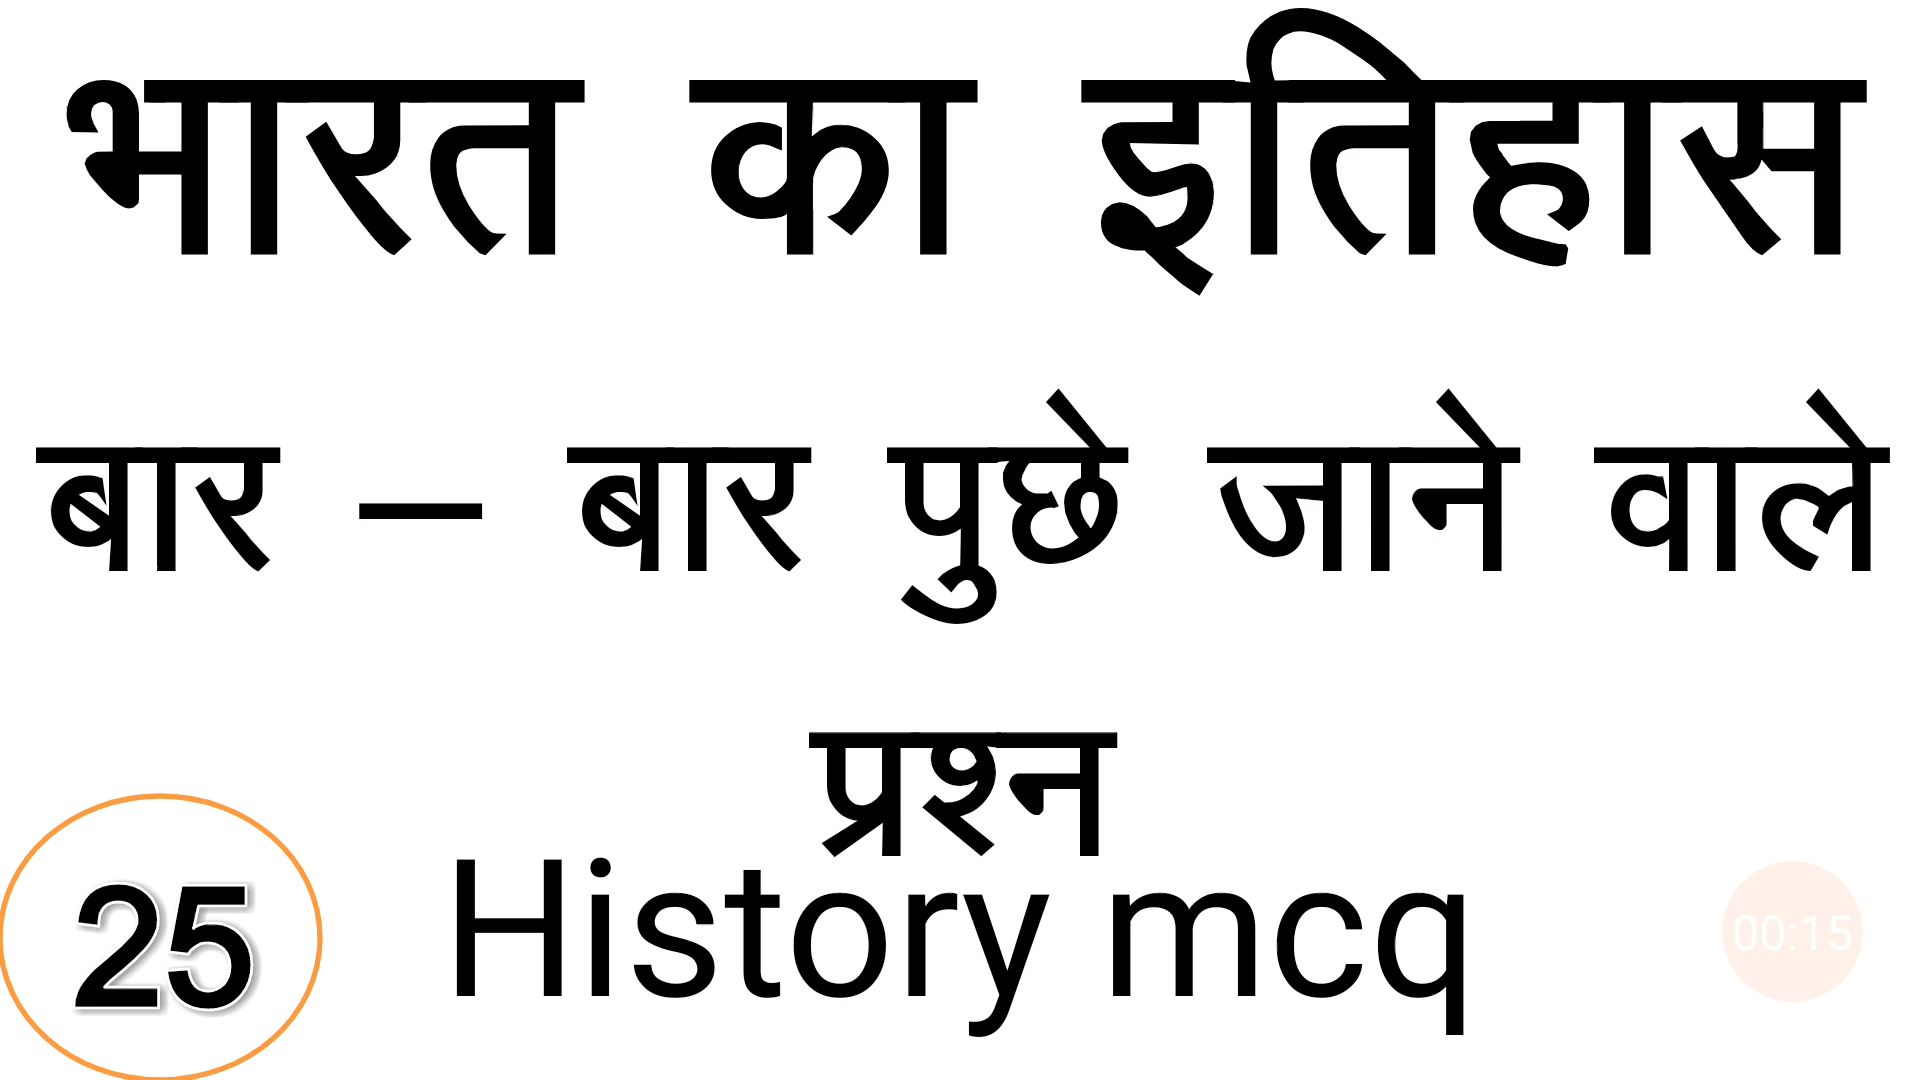 भारत का इतिहास
बार – बार पुछे जाने वाले
प्रश्न
25 History mcq
00:15